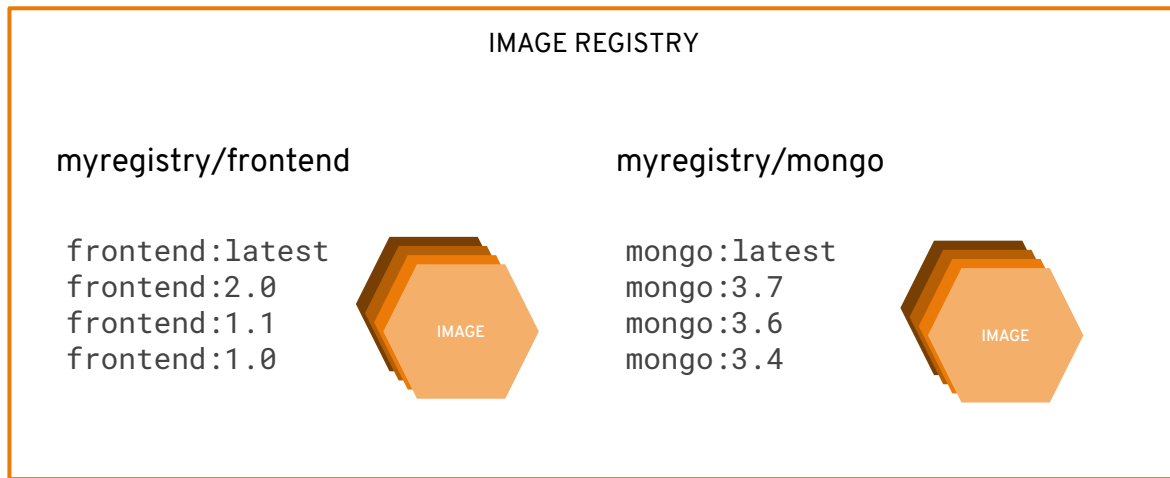 IMAGE REGISTRY
myregistry/frontend
frontend:latest
frontend:2.0
frontend:1.1
frontend:1.0
IMAGE
myregistry/mongo
mongo:latest
mongo:3.7
mongo:3.6
mongo:3.4
IMAGE